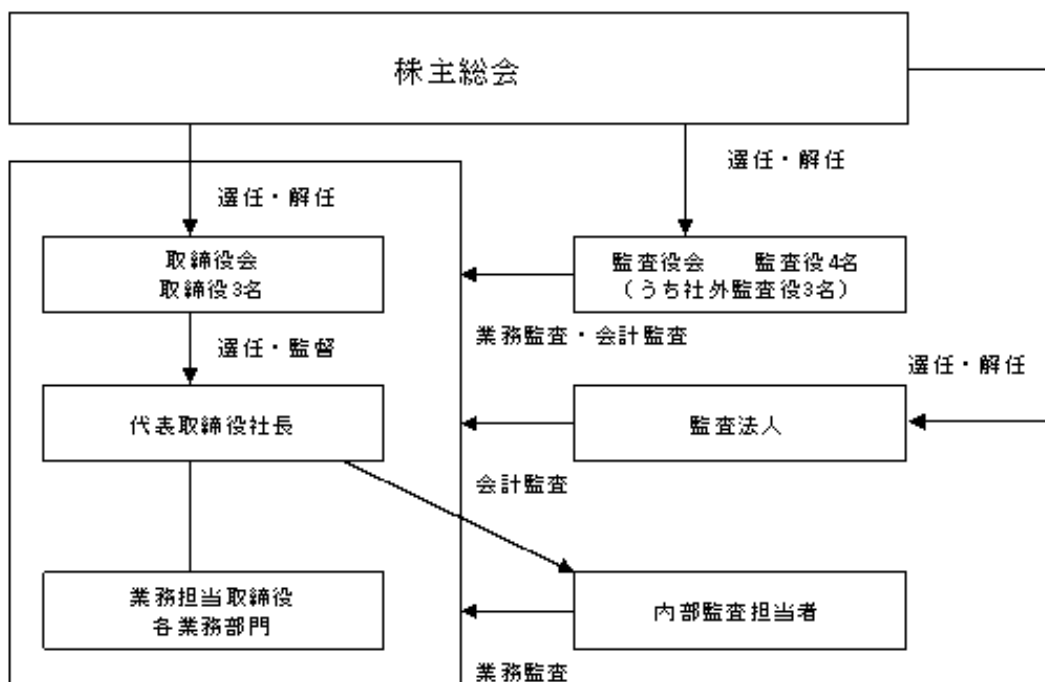 株主総会
選任・解任
選任・解任
取締役会
取締役3名
監査役会　　監査役4名
（うち社外監査役3名）
選任・監督
業務監査・会計監査
選任・解任
代表取締役社長
監査法人
会計監査
業務担当取締役
各業務部門
内部監査担当者
業務監査